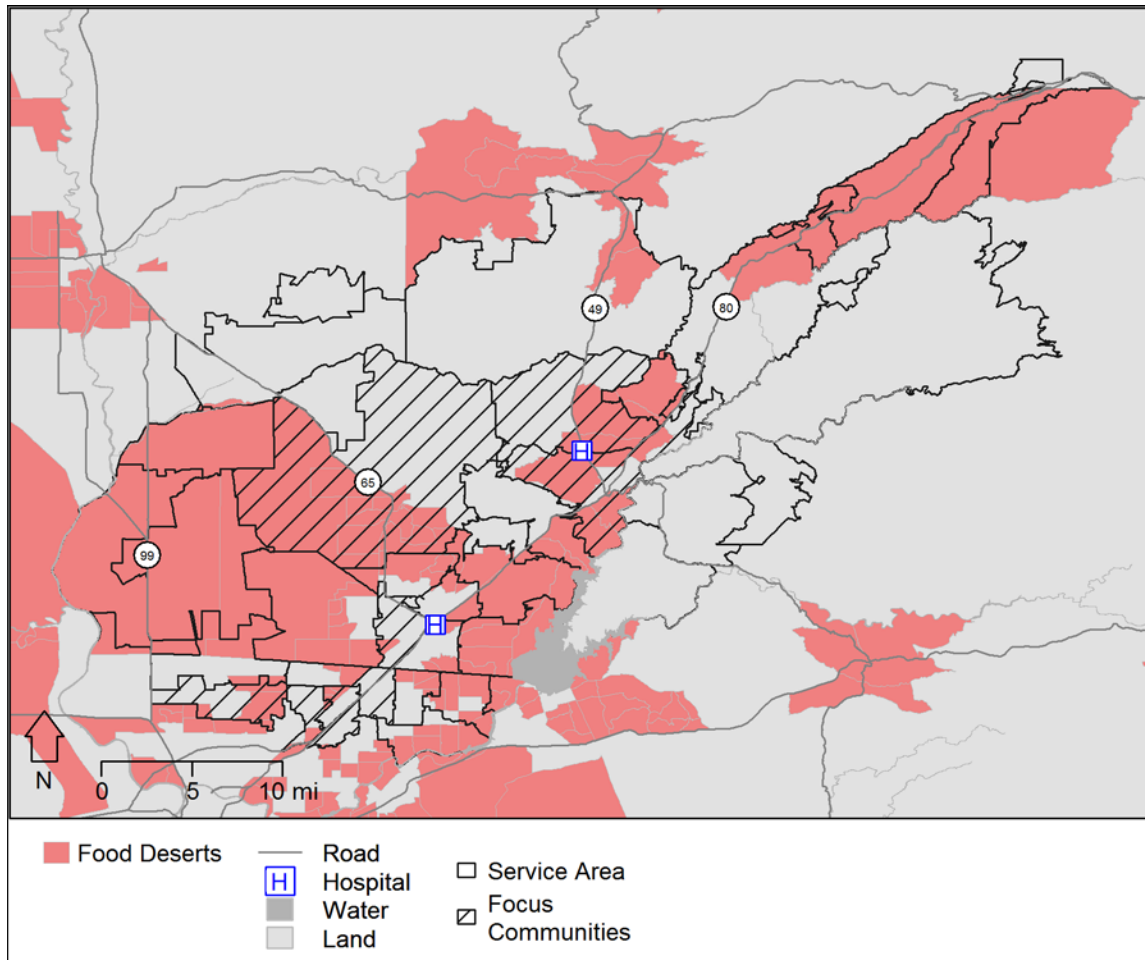 49
80
65
99
H
H
N
0 5 10 mi
Food Deserts
Road
H Hospital
Water
Land
Service Area
Focus
Communities